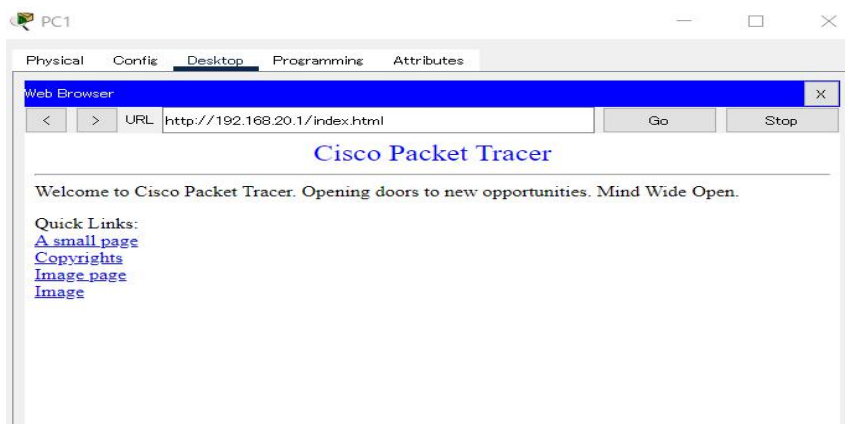 PC1
Physical Config Desktop Programming Attributes
Web Browser X
< > URL http://192.168.20.1/index.html Go Stop
Cisco Packet Tracer
Welcome to Cisco Packet Tracer. Opening doors to new opportunities. Mind Wide Open.
Quick Links:
A small page
Copyrights
Image page
Image